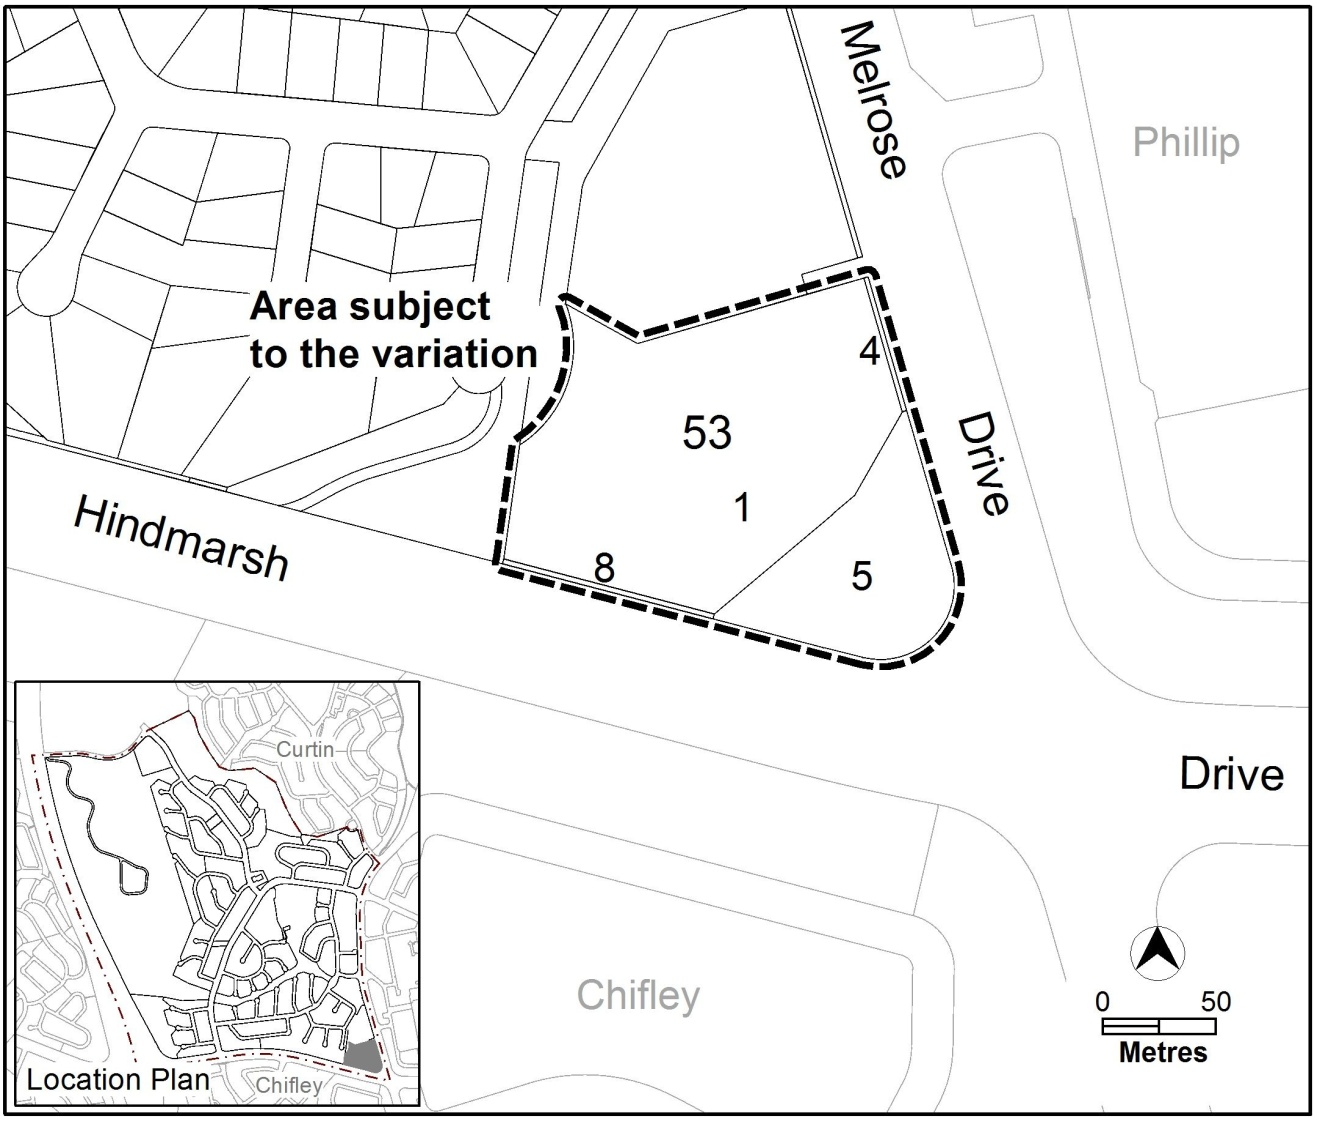 Melrose
Phillip
Area subject
to the variation
4
53
Drive
1
Hindmarsh
8
5
Curtin
Drive
Chifley
0 50
Metres
Location Plan
Chifley